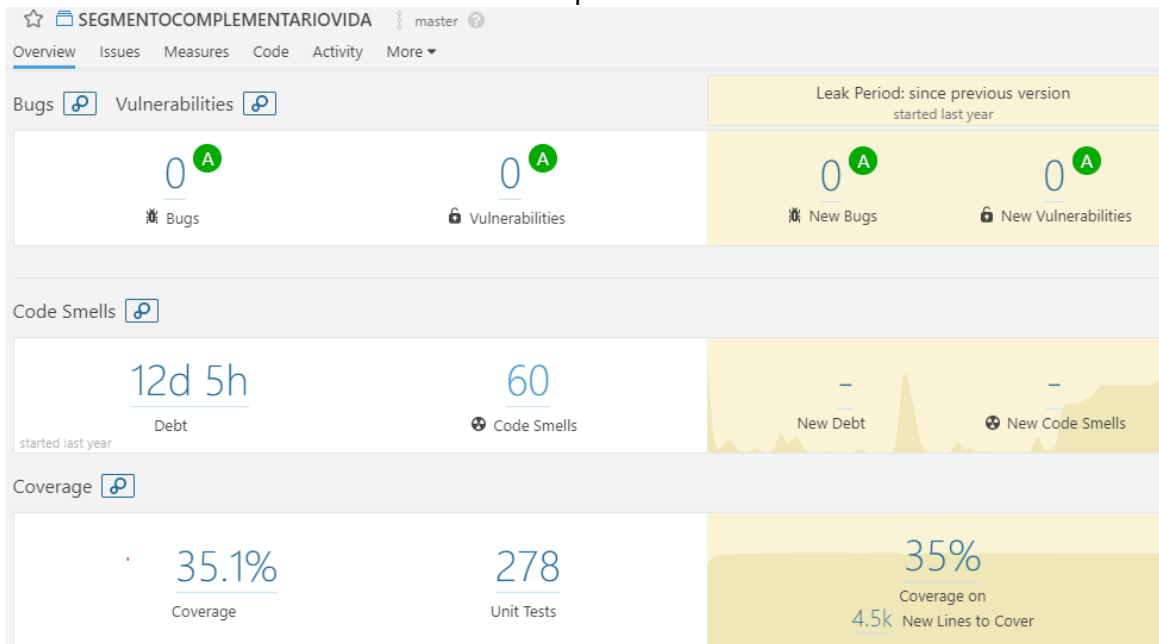 SEGMENTOCOMPLEMENTARIOVIDA master ?
Overview Issues Measures Code Activity More
Bugs Vulnerabilities
Leak Period: since previous version
started last year
0 A
Bugs
0 A
Vulnerabilities
0 A
New Bugs
0 A
New Vulnerabilities
Code Smells
12d 5h
Debt
started last year
60
Code Smells
-
New Debt
-
New Code Smells
Coverage
35.1%
Coverage
278
Unit Tests
35%
Coverage on
4.5k New Lines to Cover